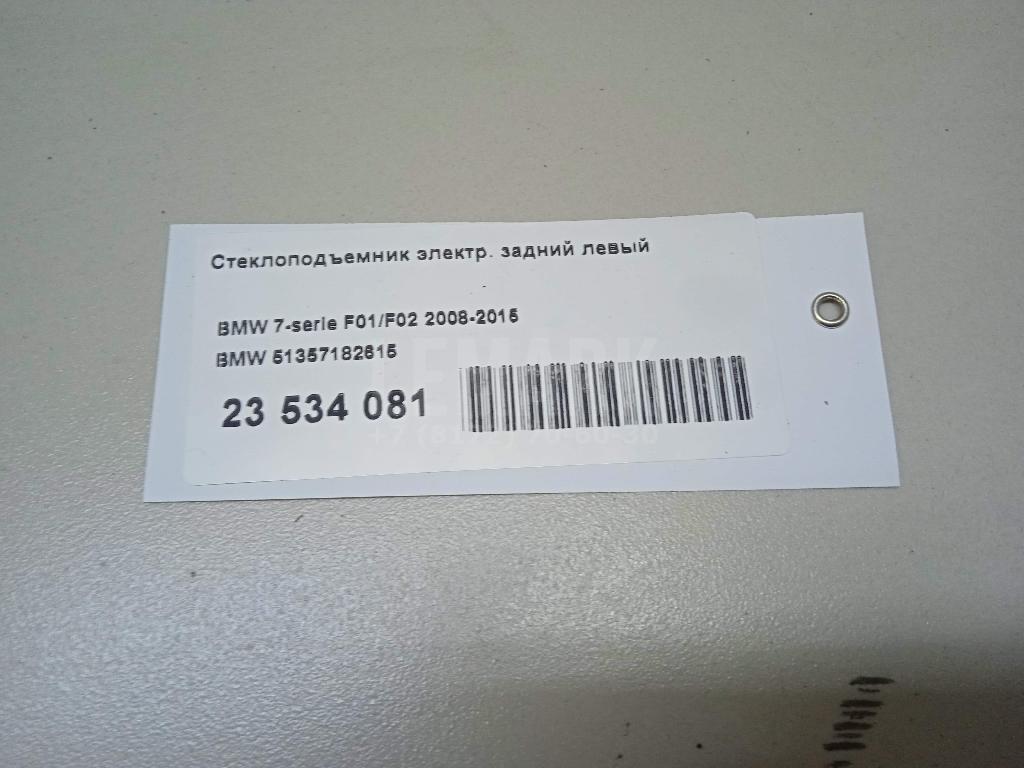 Стеклоподъемник электр. задний левый
BMW 7-serie F01/F02 2008-2015
BMW 51357182615
23 534 081